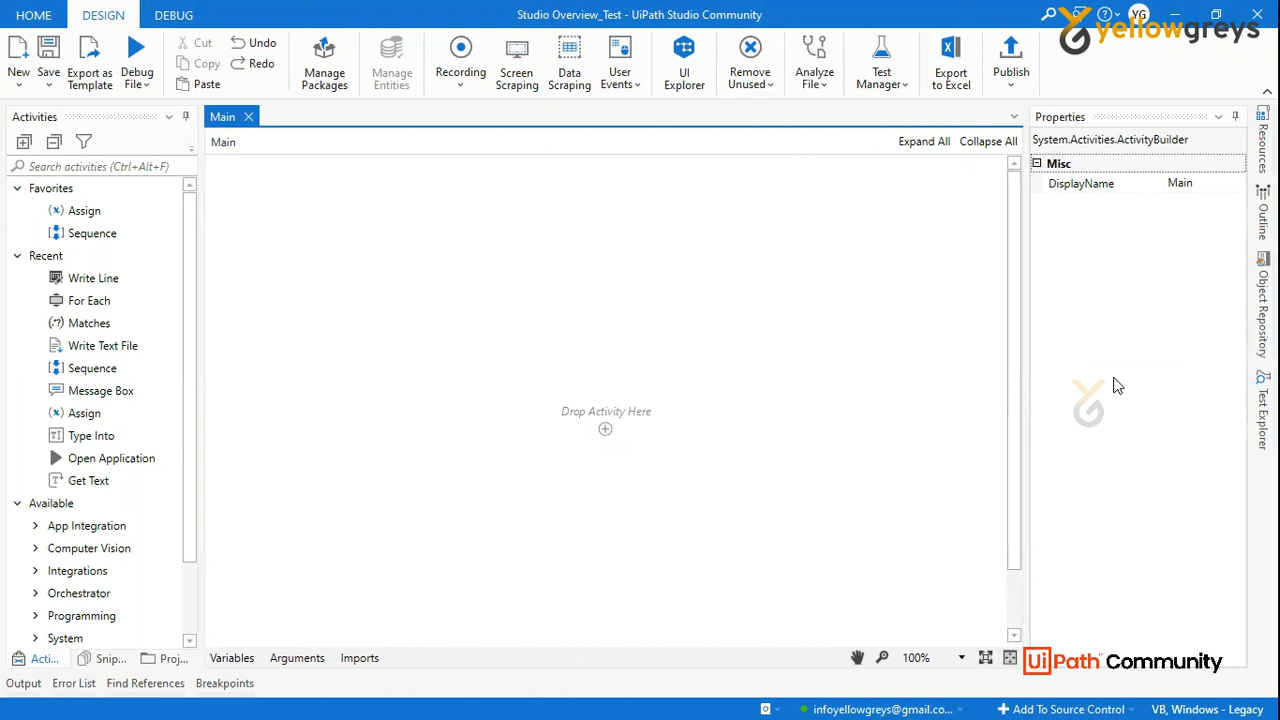 HOME DESIGN DEBUG Studio Overview_Test - UiPath Studio Community YG
yellowgreys
New Save Export as Template Debug File Cut Copy Paste Undo Redo Manage Packages Manage Entities Recording Screen Scraping Data Scraping User Events UI Explorer Remove Unused Analyze File Test Manager Export to Excel Publish
Activities
Search activities (Ctrl+Alt+F)
Favorites
Assign
Sequence
Recent
Write Line
For Each
(*?) Matches
Write Text File
Sequence
Message Box
Assign
Type Into
Open Application
Get Text
Available
App Integration
Computer Vision
Integrations
Orchestrator
Programming
System
Acti... Snip... Proj...
Main
Main Expand All Collapse All
Drop Activity Here
Variables Arguments Imports 100%
Properties
System.Activities.ActivityBuilder
Misc
DisplayName Main
UiPath Community
Resources
Outline
Object Repository
Test Explorer
Output Error List Find References Breakpoints
infoyellowgreys@gmail.co... Add To Source Control VB, Windows - Legacy